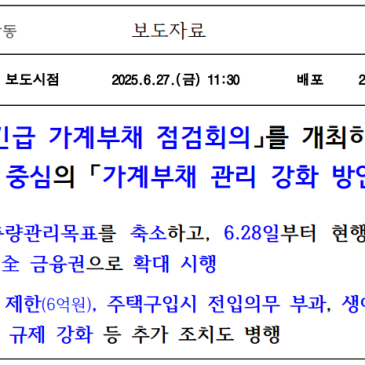 동 보도자료
보도시점 2025.6.27.(금) 11:30 배포
긴급 가계부채 점검회의」를 개최하
중심의 「가계부채 관리 강화 방안
총량관리목표를 축소하고, 6.28일부터 현행
全 금융권으로 확대 시행
제한(6억원), 주택구입시 전입의무 부과, 생
규제 강화 등 추가 조치도 병행